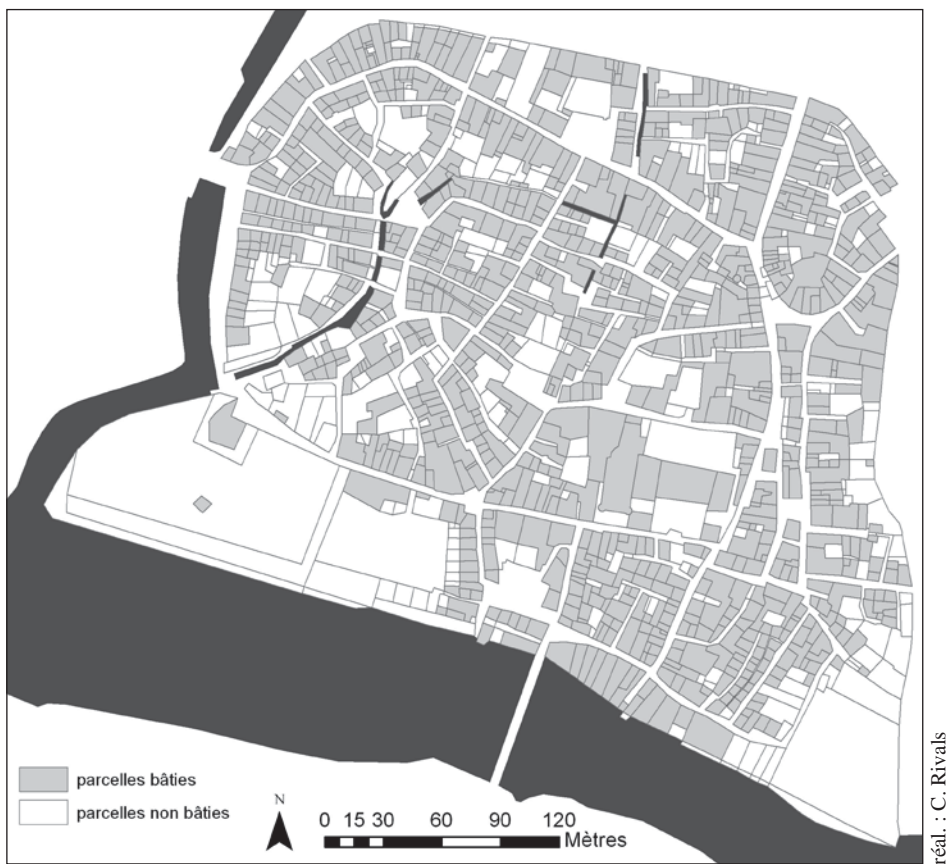 parcelles bâties
parcelles non bâties
N
0 15 30 60 90 120
Mètres
réal. : C. Rivals